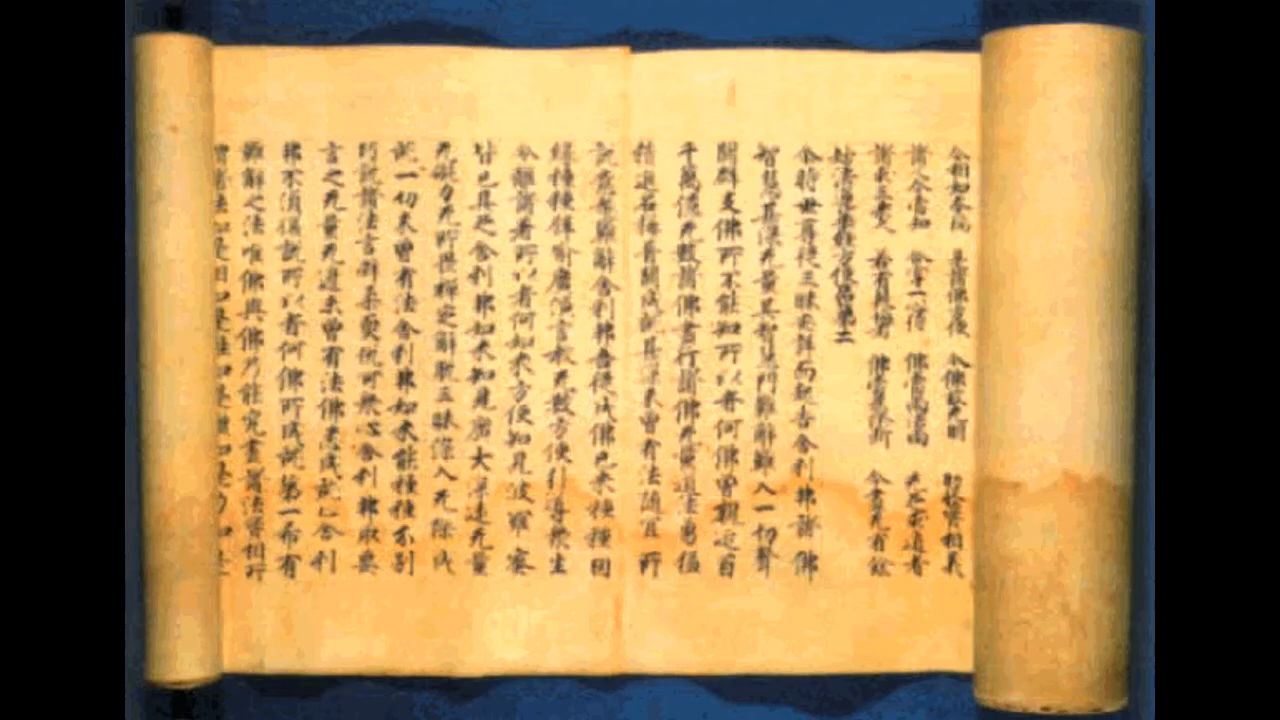 今相如本瑞 是諸佛方便 今佛放光明 助發實相義
諸人今當知 合掌一心待 佛當雨法雨 充足求道者
諸求三乘人 若有疑悔者 佛當為除斷 令盡无有餘
妙法蓮華經方便品第二
尒時世尊從三昧安詳而起告舍利弗諸佛
智慧甚深无量其智慧門難解難入一切聲
聞辟支佛所不能知所以者何佛曾親近百
千萬億无數諸佛盡行諸佛无量道法勇猛
精進名稱普聞成就甚深未曾有法隨宜所
說意趣難解舍利弗吾從成佛已來種種因
緣種種譬喻廣演言教无數方便引導眾生
令離諸著所以者何如來方便知見波羅蜜
皆已具足舍利弗如來知見廣大深遠无量
无礙力无所畏禪定解脫三昧深入无際成
就一切未曾有法舍利弗如來能種種分別
巧說諸法言辭柔軟悅可眾心舍利弗取要
言之无量无邊未曾有法佛悉成就止舍利
弗不須復說所以者何佛所成就第一希有
難解之法唯佛與佛乃能究盡諸法實相所
謂諸法如是相如是性如是體如是力如是